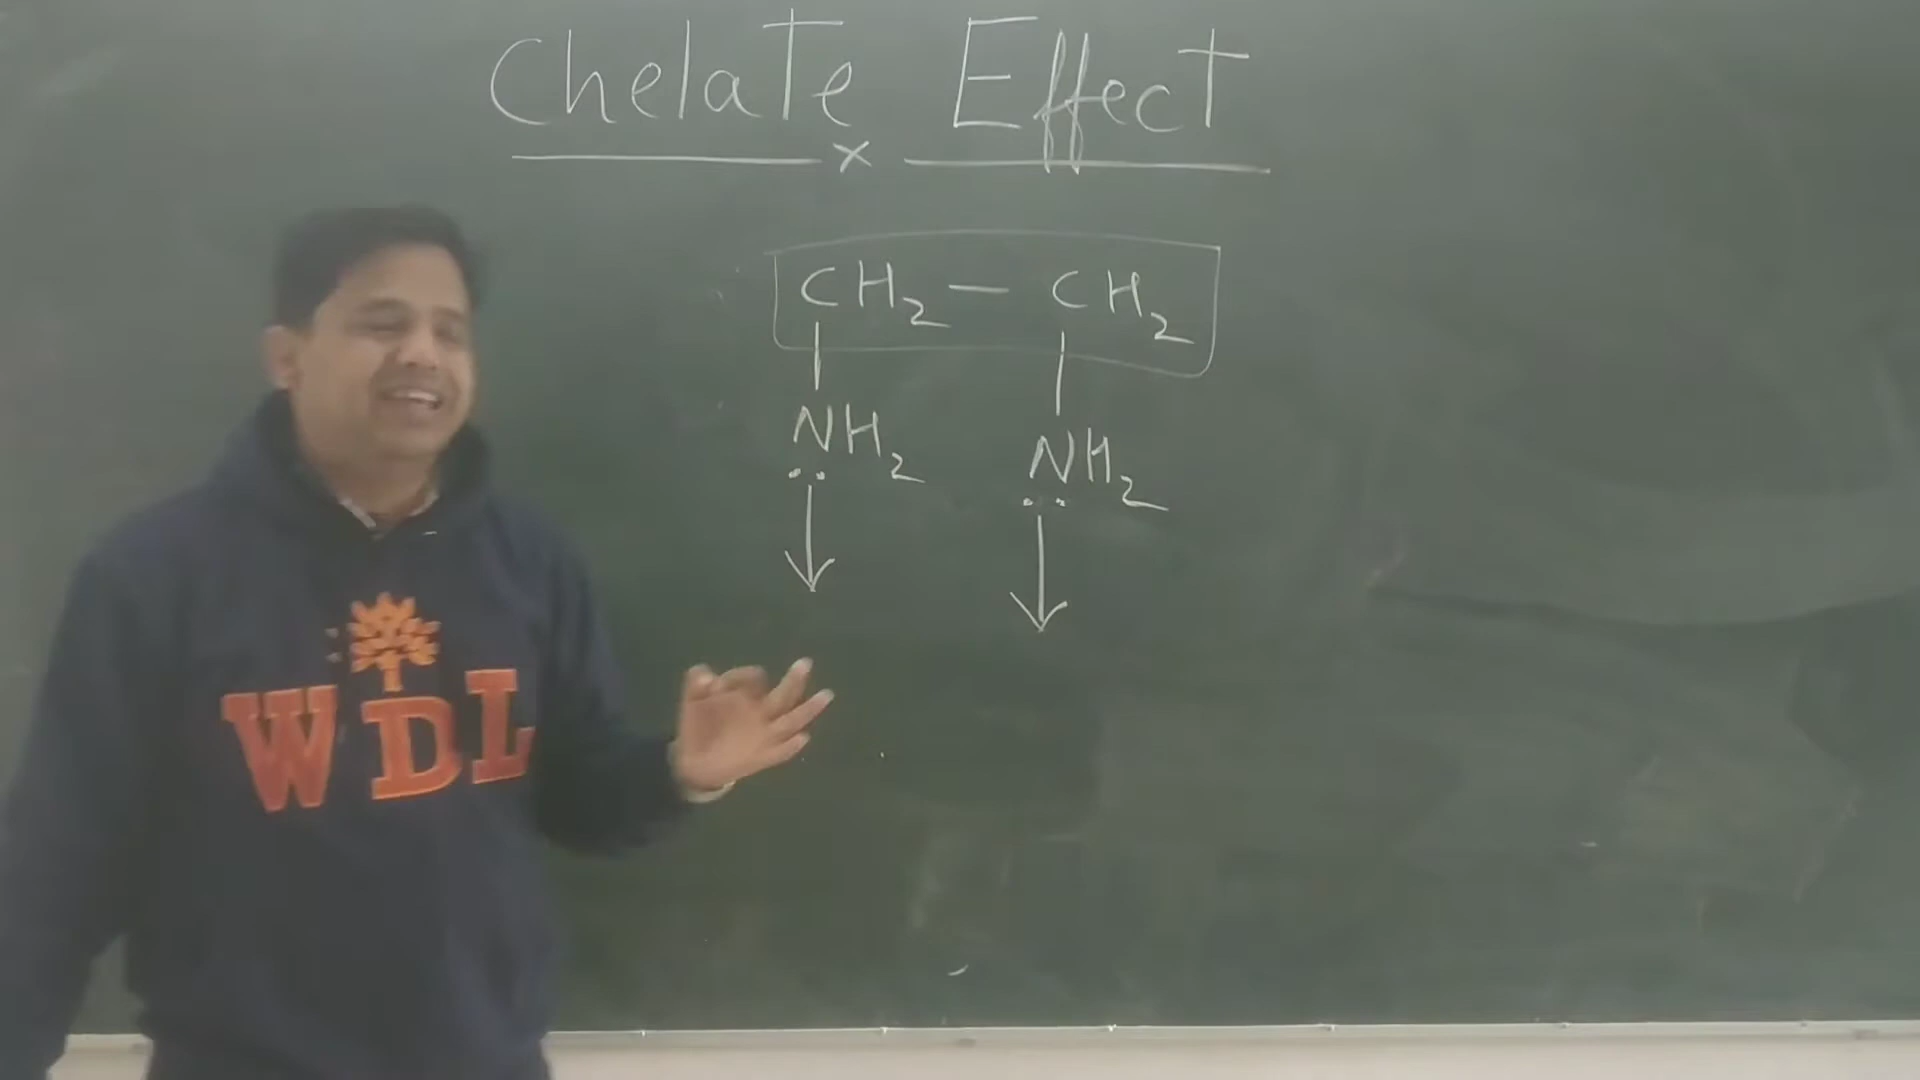 Chelate Effect
x
CH2 — CH2
NH2 NH2
WDL